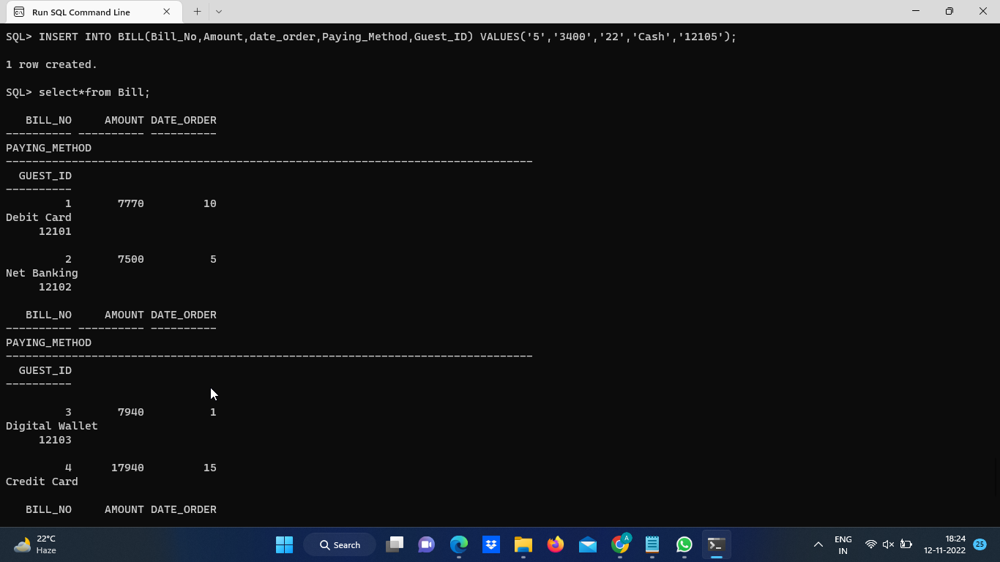 Run SQL Command Line
SQL> INSERT INTO BILL(Bill_No,Amount,date_order,Paying_Method,Guest_ID) VALUES('5','3400','22','Cash','12105');
1 row created.
SQL> select*from Bill;
BILL_NO AMOUNT DATE_ORDER
---------- ---------- ----------
PAYING_METHOD
--------------------------------------------------------------------------------
GUEST_ID
----------
1 7770 10
Debit Card
12101
2 7500 5
Net Banking
12102
BILL_NO AMOUNT DATE_ORDER
---------- ---------- ----------
PAYING_METHOD
--------------------------------------------------------------------------------
GUEST_ID
----------
3 7940 1
Digital Wallet
12103
4 17940 15
Credit Card
BILL_NO AMOUNT DATE_ORDER
22°C
Haze
Search
A
ENG
IN
18:24
12-11-2022
25